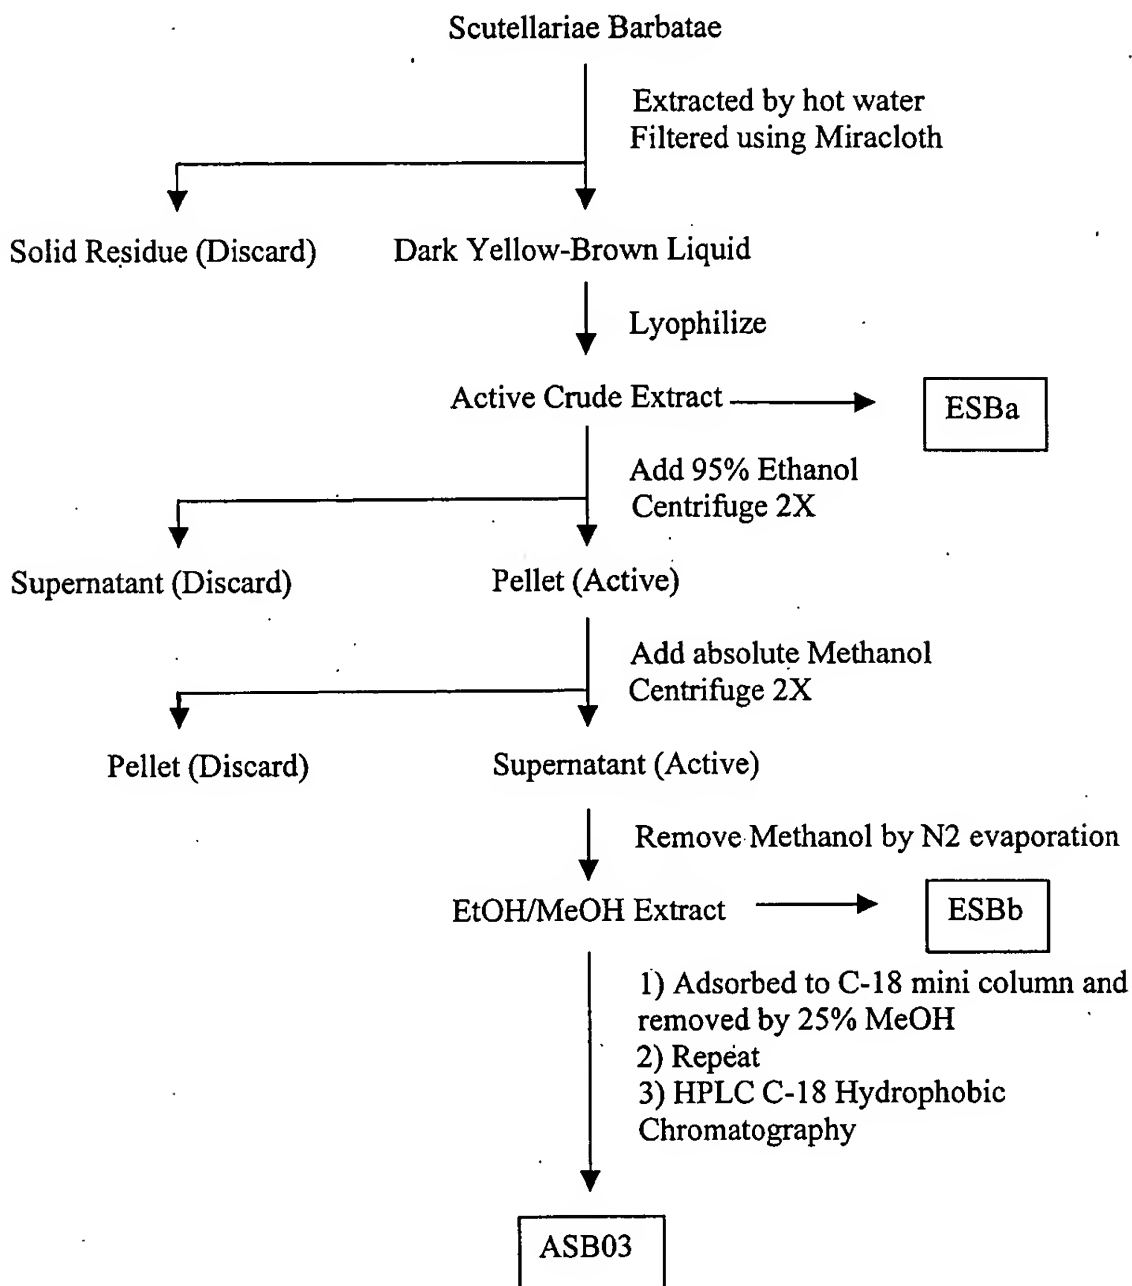 Scutellariae Barbatae
Extracted by hot water
Filtered using Miracloth
Solid Residue (Discard)
Dark Yellow-Brown Liquid
Lyophilize
Active Crude Extract
ESBa
Add 95% Ethanol
Centrifuge 2X
Supernatant (Discard)
Pellet (Active)
Add absolute Methanol
Centrifuge 2X
Pellet (Discard)
Supernatant (Active)
Remove Methanol by N2 evaporation
EtOH/MeOH Extract
ESBb
1) Adsorbed to C-18 mini column and
removed by 25% MeOH
2) Repeat
3) HPLC C-18 Hydrophobic
Chromatography
ASB03